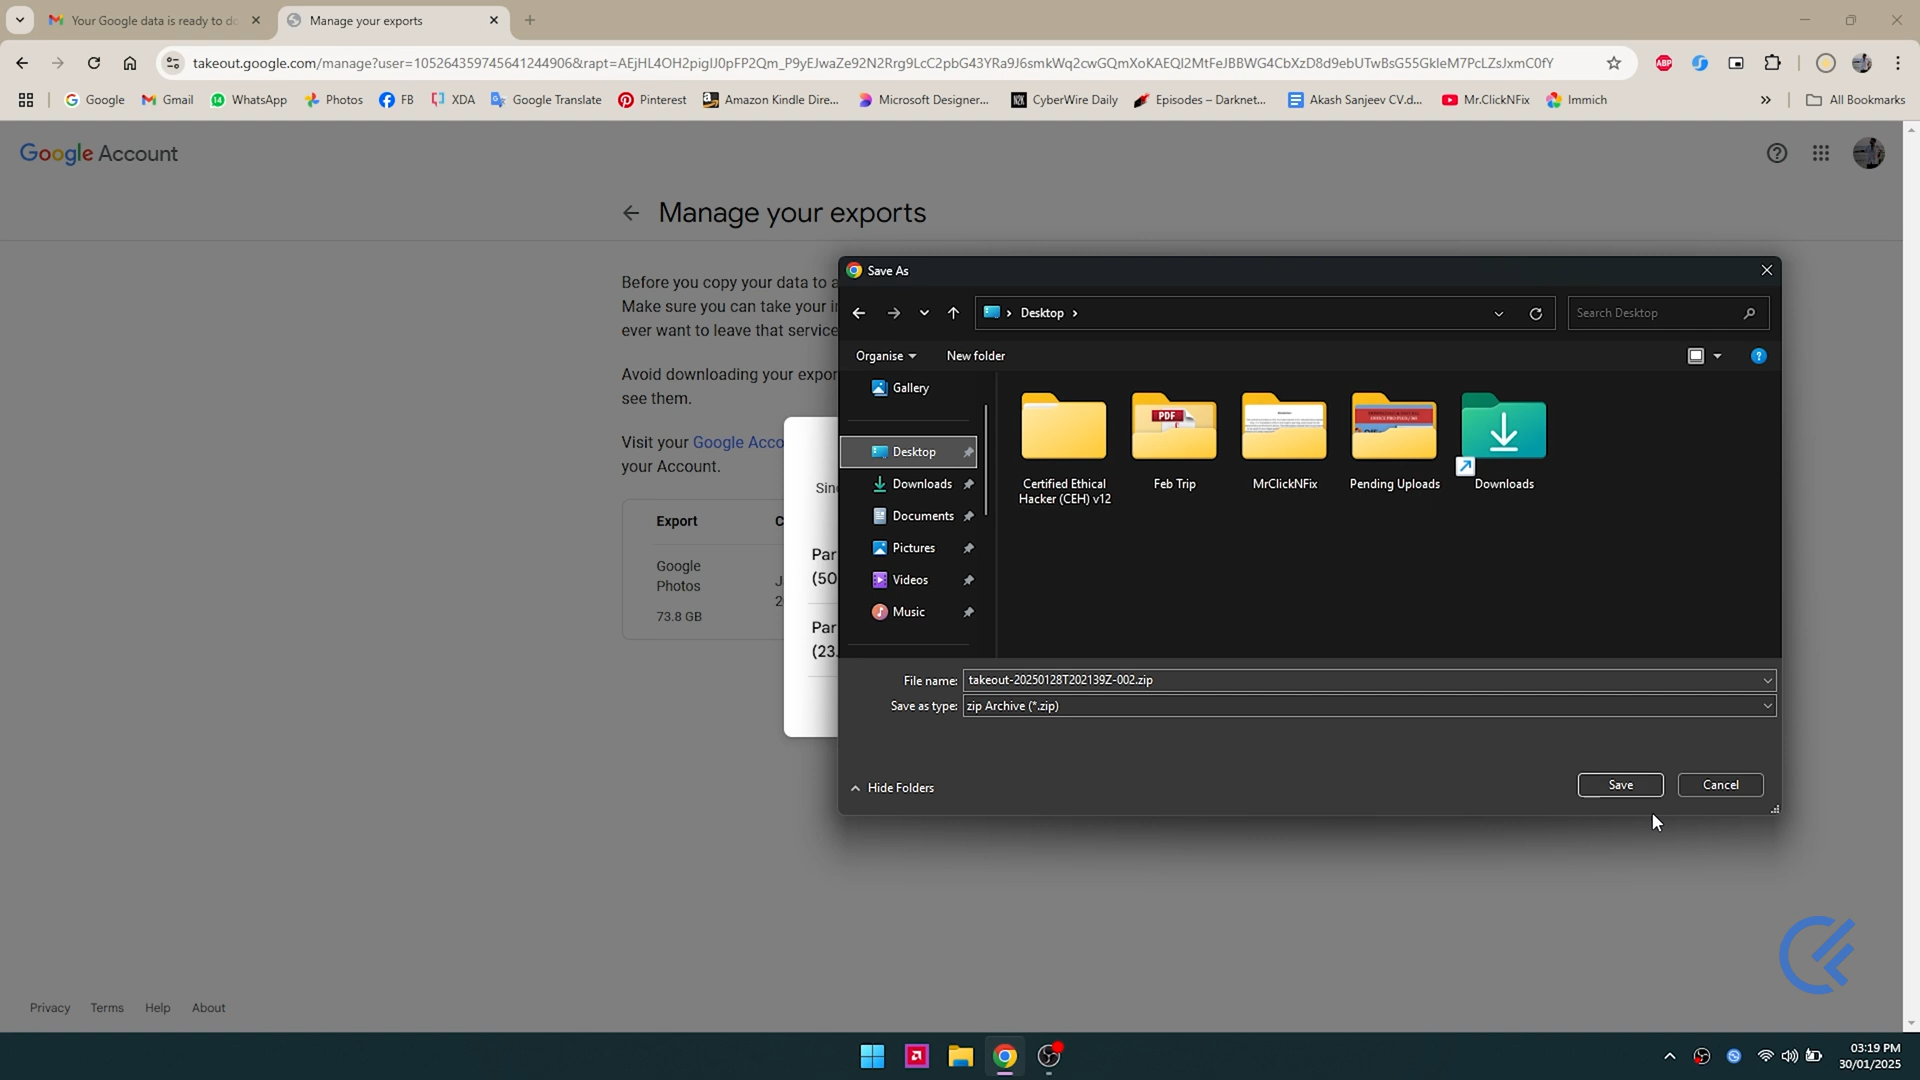 Your Google data is ready to do
Manage your exports
takeout.google.com/manage?user=105264359745641244906&rapt=AEjHL4OH2pigIJ0pFP2Qm_P9yEJwaZe92N2Rrg9LcC2pbG43YRa9J6smkWq2cwGQmXoKAEQI2MtFeJBBWG4CbXzD8d9ebUTwBsG55GkleM7PcLZsJxmC0fY
Google
Gmail
WhatsApp
Photos
FB
XDA
Google Translate
Pinterest
Amazon Kindle Dire...
Microsoft Designer...
CyberWire Daily
Episodes – Darknet...
Akash Sanjeev CV.d...
Mr.ClickNFix
Immich
All Bookmarks
Google Account
Manage your exports
Before you copy your data to a
Make sure you can take your i
ever want to leave that service
Avoid downloading your expor
see them.
Visit your Google Acco
your Account.
Export
Google
Photos
73.8 GB
Par
(50
Par
(23.
Save As
Desktop
Search Desktop
Organise
New folder
Gallery
Desktop
Downloads
Documents
Pictures
Videos
Music
Certified Ethical
Hacker (CEH) v12
Feb Trip
MrClickNFix
Pending Uploads
Downloads
PDF
File name:
takeout-20250128T202139Z-002.zip
Save as type:
zip Archive (*.zip)
Hide Folders
Save
Cancel
Privacy
Terms
Help
About
03:19 PM
30/01/2025